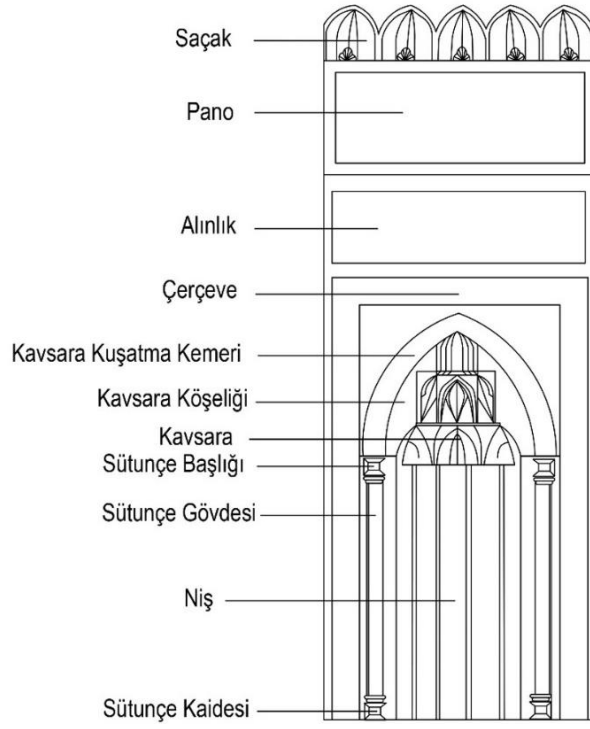 Saçak
Pano
Alınlık
Çerçeve
Kavsara Kuşatma Kemeri
Kavsara Köşeliği
Kavsara
Sütunçe Başlığı
Sütunçe Gövdesi
Niş
Sütunçe Kaidesi